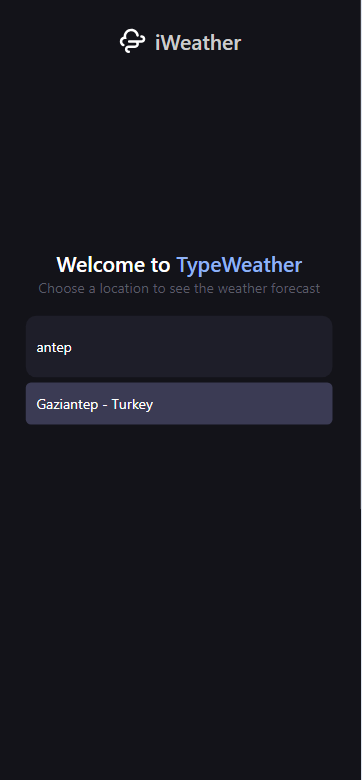 iWeather
Welcome to TypeWeather
Choose a location to see the weather forecast
antep
Gaziantep - Turkey